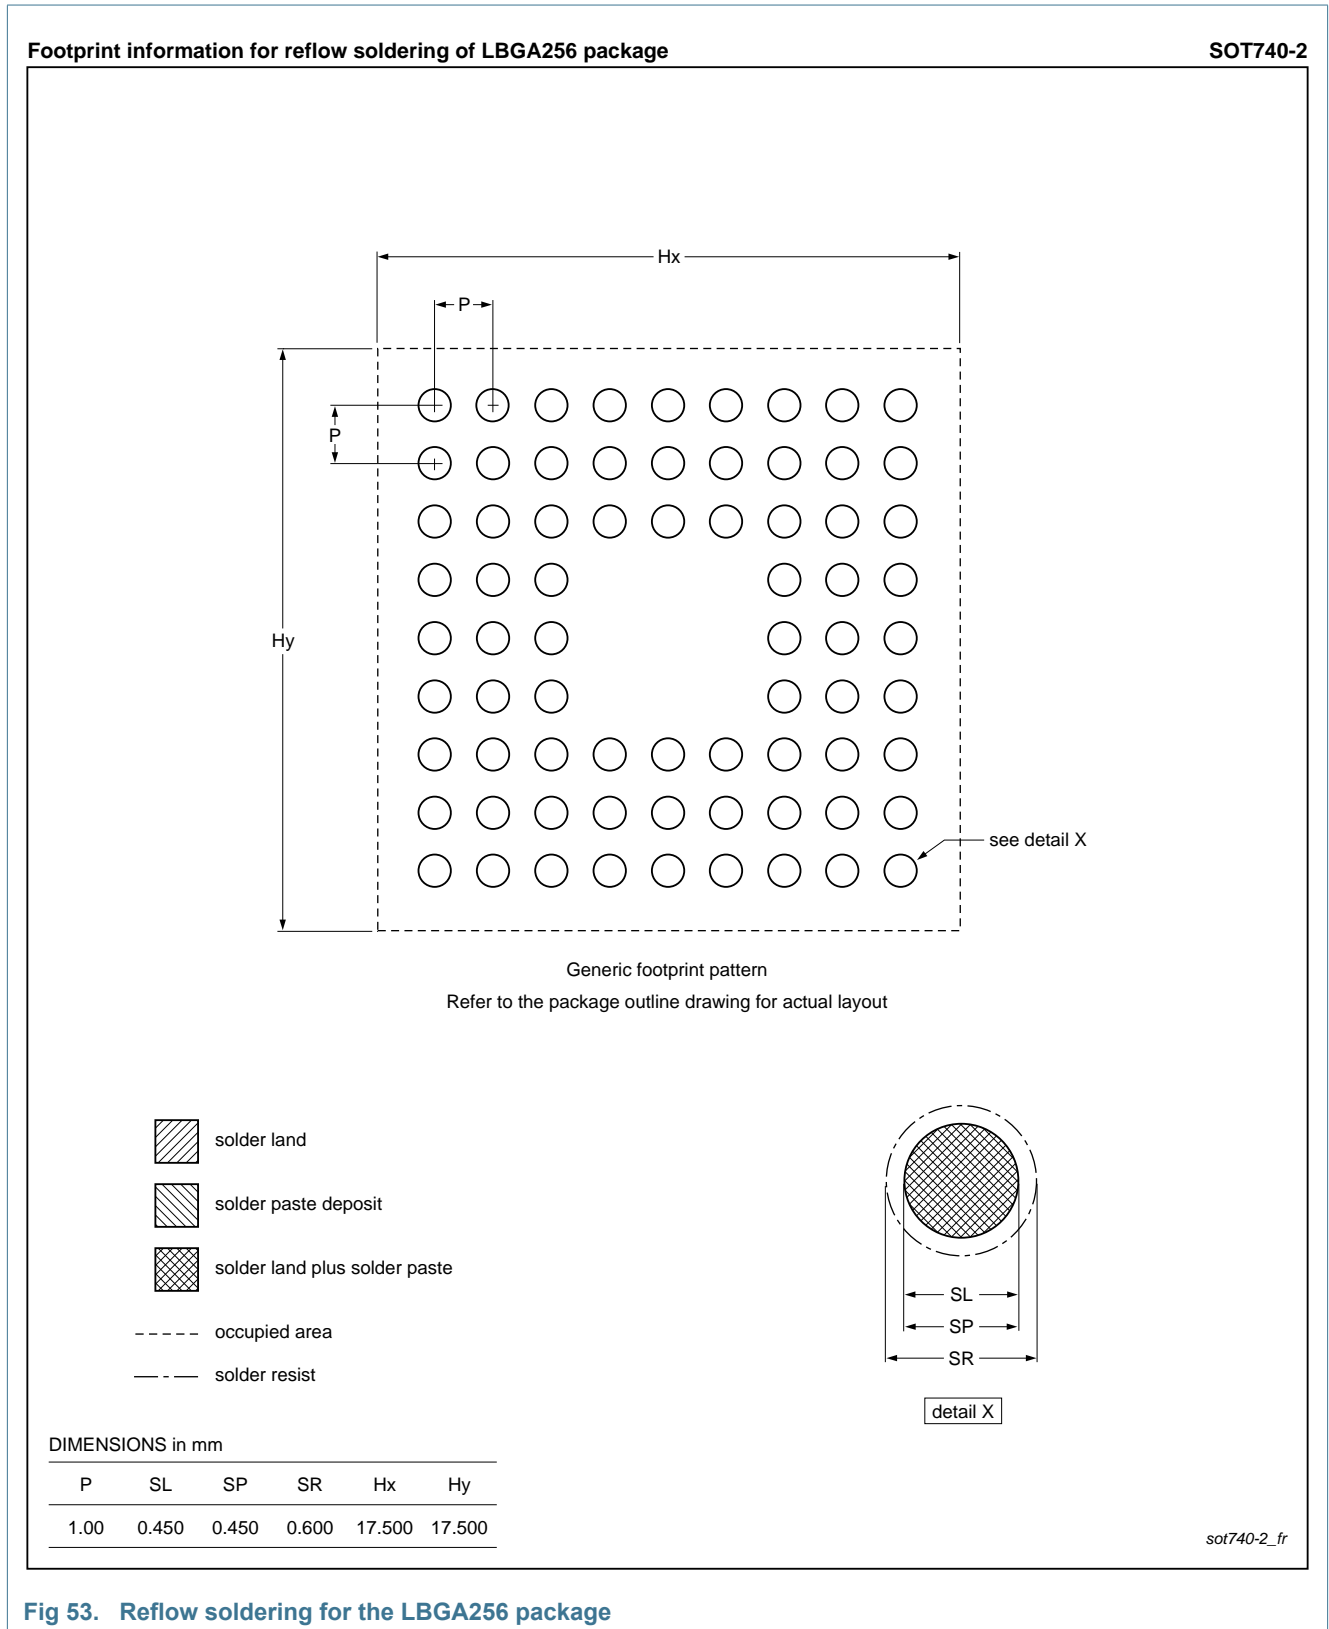 Footprint information for reflow soldering of LBGA256 package SOT740-2
Hx
P
P
Hy
see detail X
Generic footprint pattern
Refer to the package outline drawing for actual layout
solder land
solder paste deposit
solder land plus solder paste
occupied area
solder resist
SL
SP
SR
detail X
DIMENSIONS in mm
P SL SP SR Hx Hy
1.00 0.450 0.450 0.600 17.500 17.500
sot740-2_fr
Fig 53. Reflow soldering for the LBGA256 package